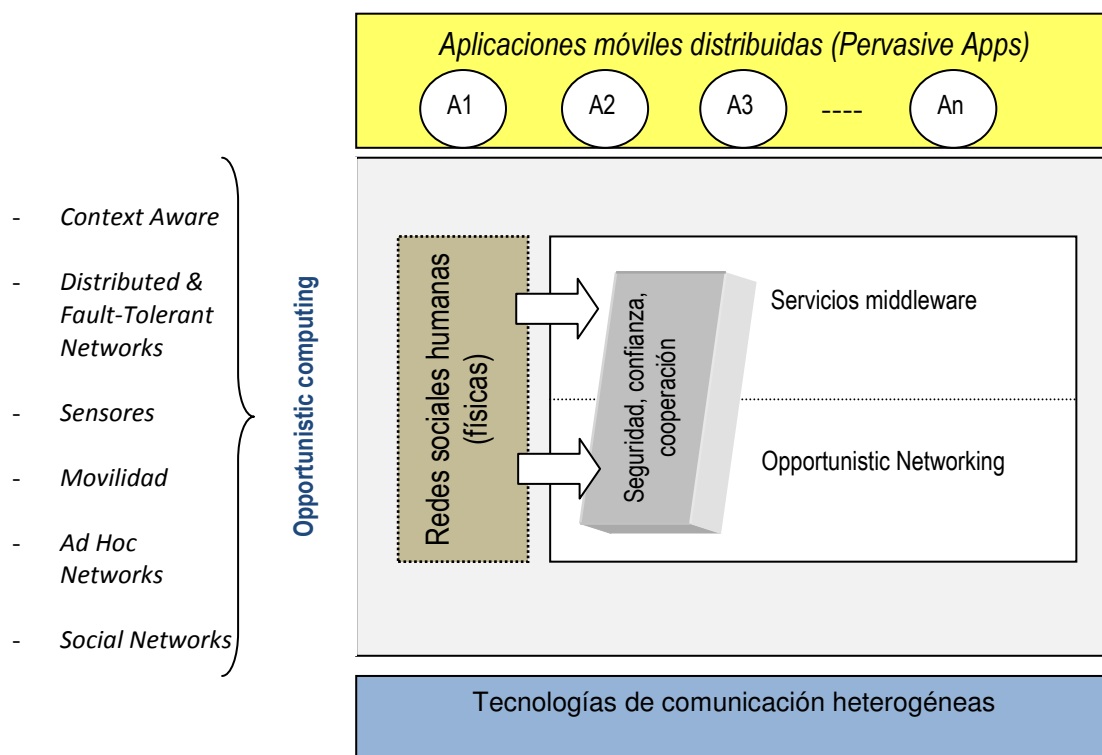 Aplicaciones móviles distribuidas (Pervasive Apps)
A1 A2 A3 ---- An
- Context Aware
- Distributed &
Fault-Tolerant
Networks
- Sensores
- Movilidad
- Ad Hoc
Networks
- Social Networks
Opportunistic computing
Redes sociales humanas
(físicas)
Seguridad, confianza,
cooperación
Servicios middleware
Opportunistic Networking
Tecnologías de comunicación heterogéneas